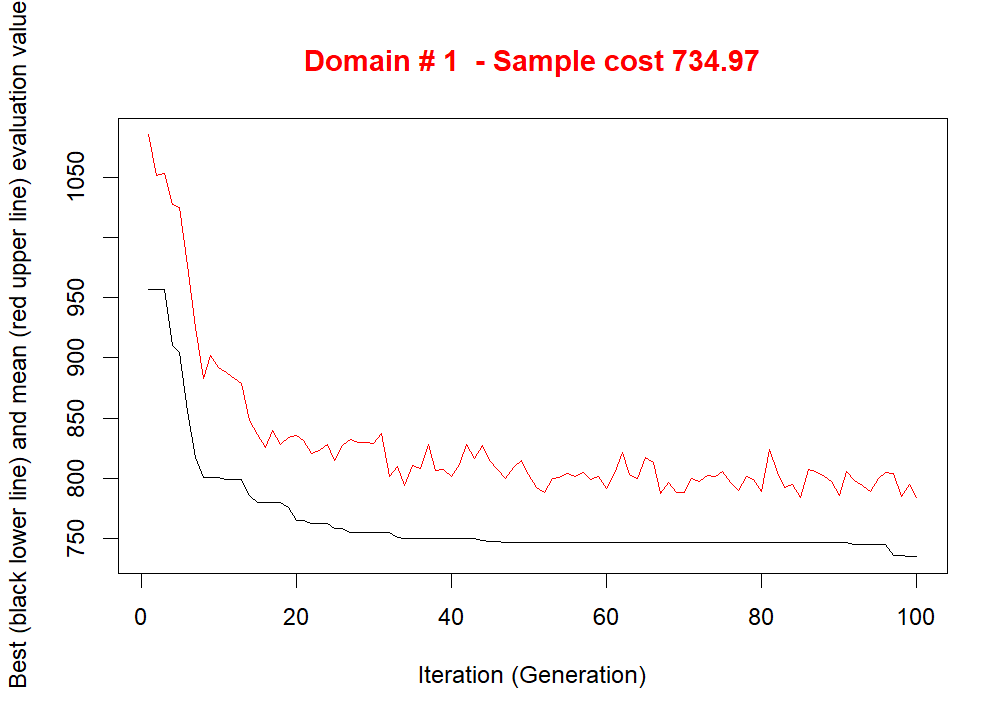 Domain # 1  - Sample cost 734.97
Best (black lower line) and mean (red upper line) evaluation value
1050
950
900
850
800
750
0 20 40 60 80 100
Iteration (Generation)